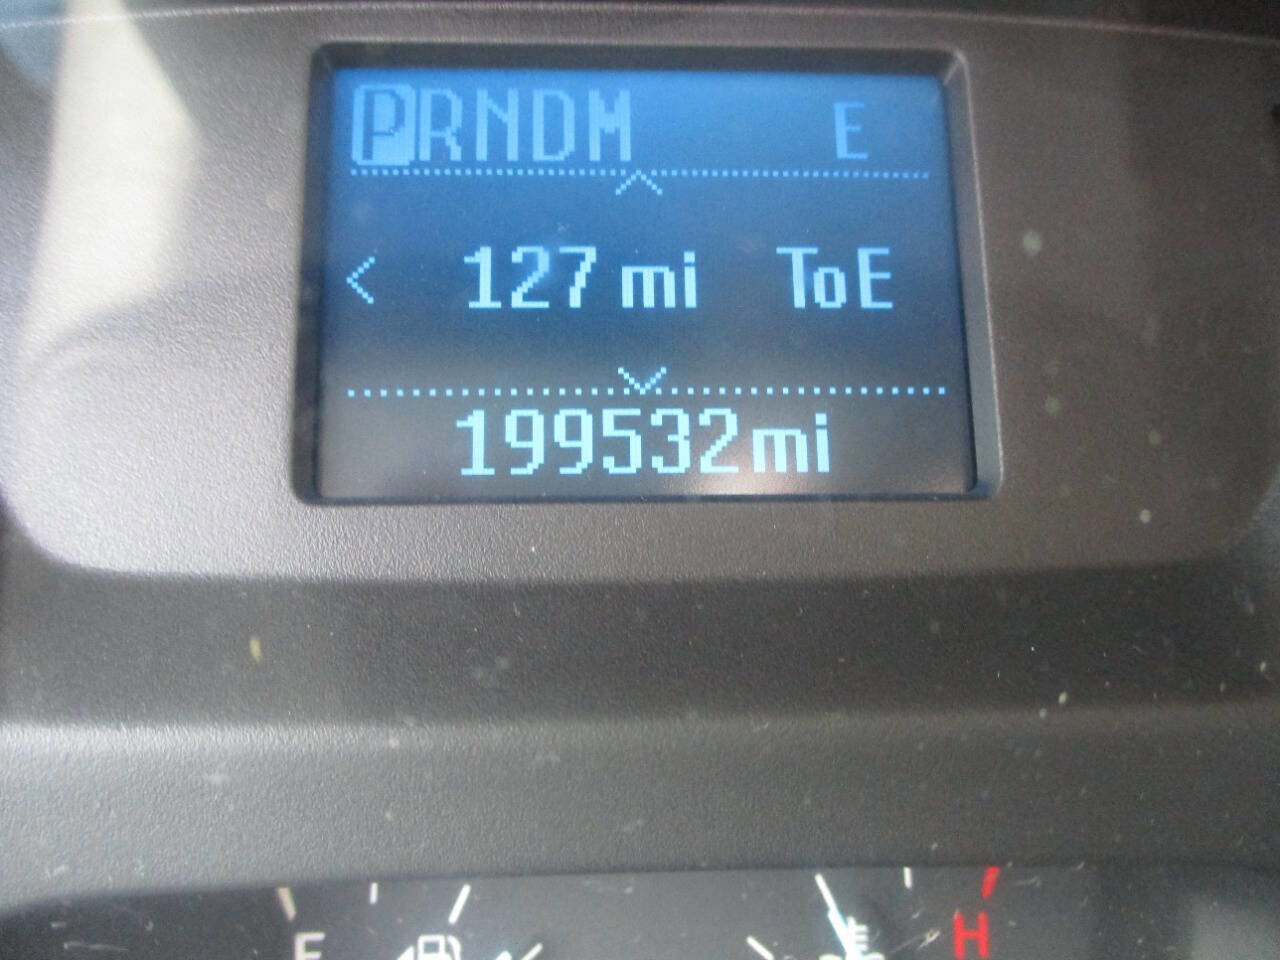 PRNDM E
< 127 mi ToE
199532mi
E H